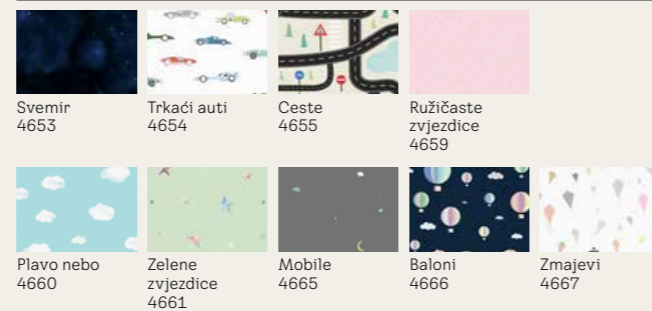 Svemir
4653
Trkaći auti
4654
Ceste
4655
Ružičaste
zvjezdice
4659
Plavo nebo
4660
Zelene
zvjezdice
4661
Mobile
4665
Baloni
4666
Zmajevi
4667